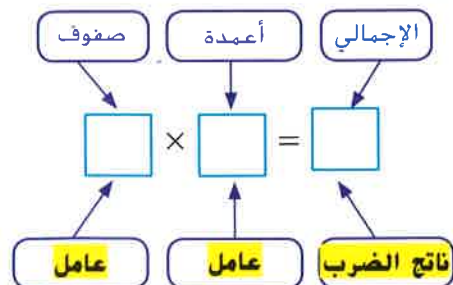 صفوف أعمدة الإجمالي
× =
عامل عامل ناتج الضرب